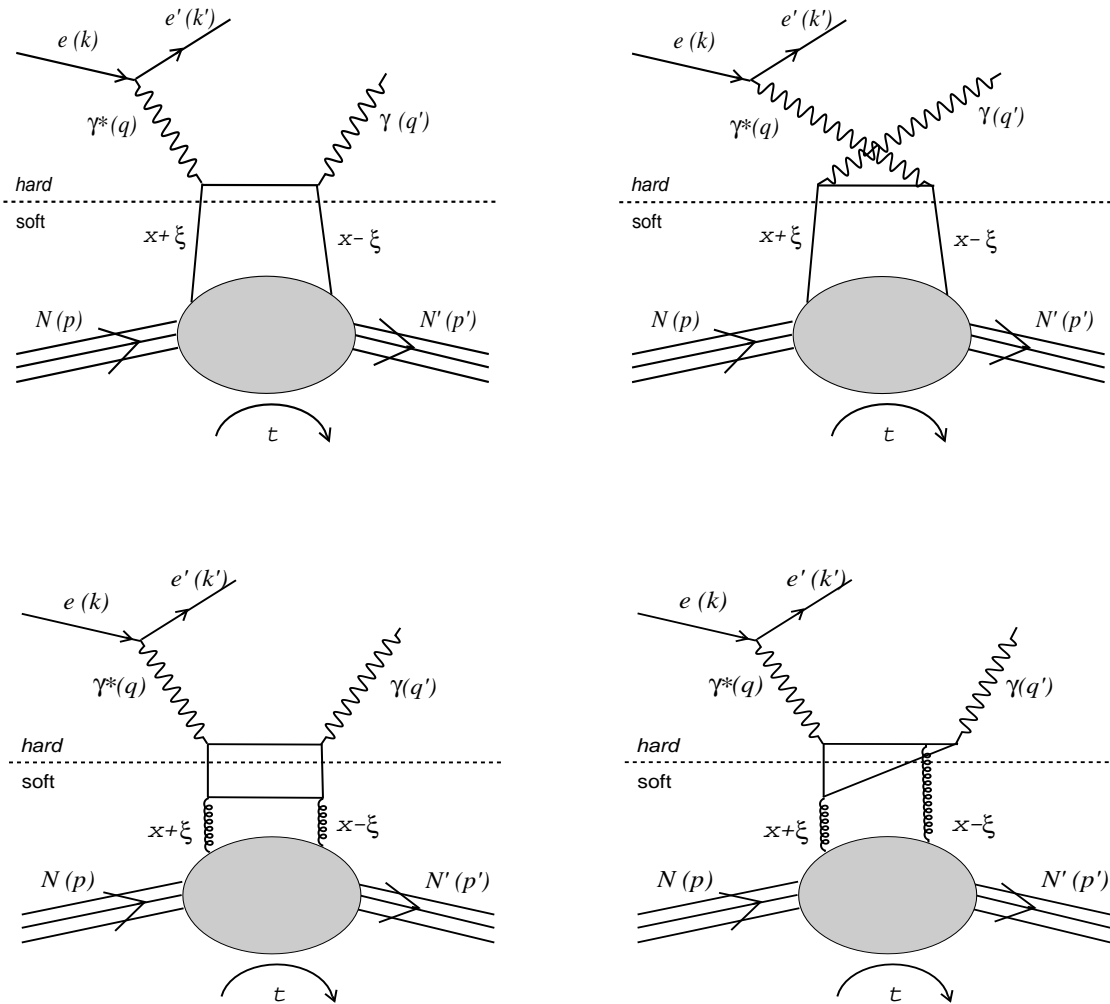 e (k)
e' (k')
γ*(q)
γ (q')
hard
soft
x+ξ
x−ξ
N (p)
N' (p')
t
e (k)
e' (k')
γ*(q)
γ(q')
hard
soft
x+ξ
x−ξ
N (p)
N' (p')
t
e (k)
e' (k')
γ*(q)
γ(q')
hard
soft
x+ξ
x−ξ
N (p)
N' (p')
t
e (k)
e' (k')
γ*(q)
γ(q')
hard
soft
x+ξ
x−ξ
N (p)
N' (p')
t